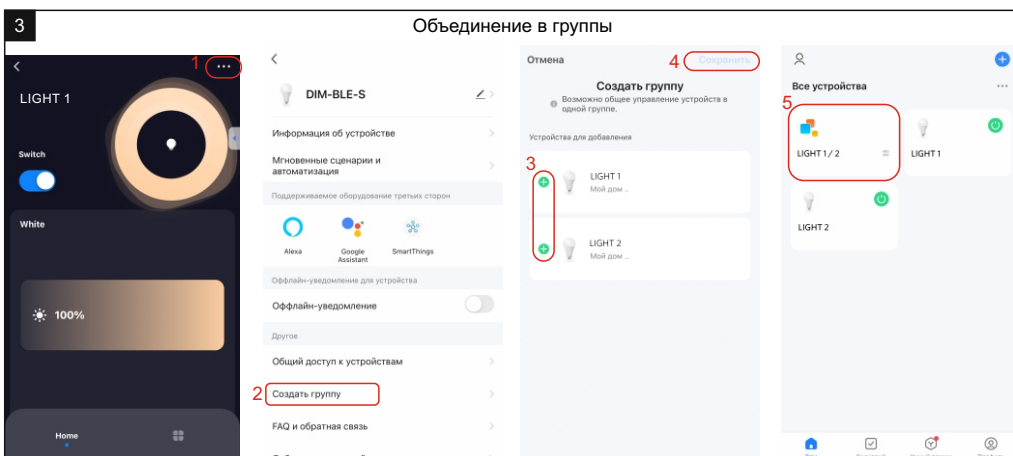 3
Объединение в группы
1
LIGHT 1
Switch
White
100%
Home
DIM-BLE-S
Информация об устройстве
Мгновенные сценарии и
автоматизация
Поддерживаемое оборудование третьих сторон
Alexa
Google
Assistant
SmartThings
Оффлайн-уведомление для устройства
Оффлайн-уведомление
Другое
Общий доступ к устройствам
2
Создать группу
FAQ и обратная связь
Отмена
4
Сохранить
Создать группу
Возможно общее управление устройств в
одной группе.
Устройства для добавления
3
LIGHT 1
Мой дом ..
LIGHT 2
Мой дом ..
Все устройства
5
LIGHT 1 / 2
LIGHT 1
LIGHT 2